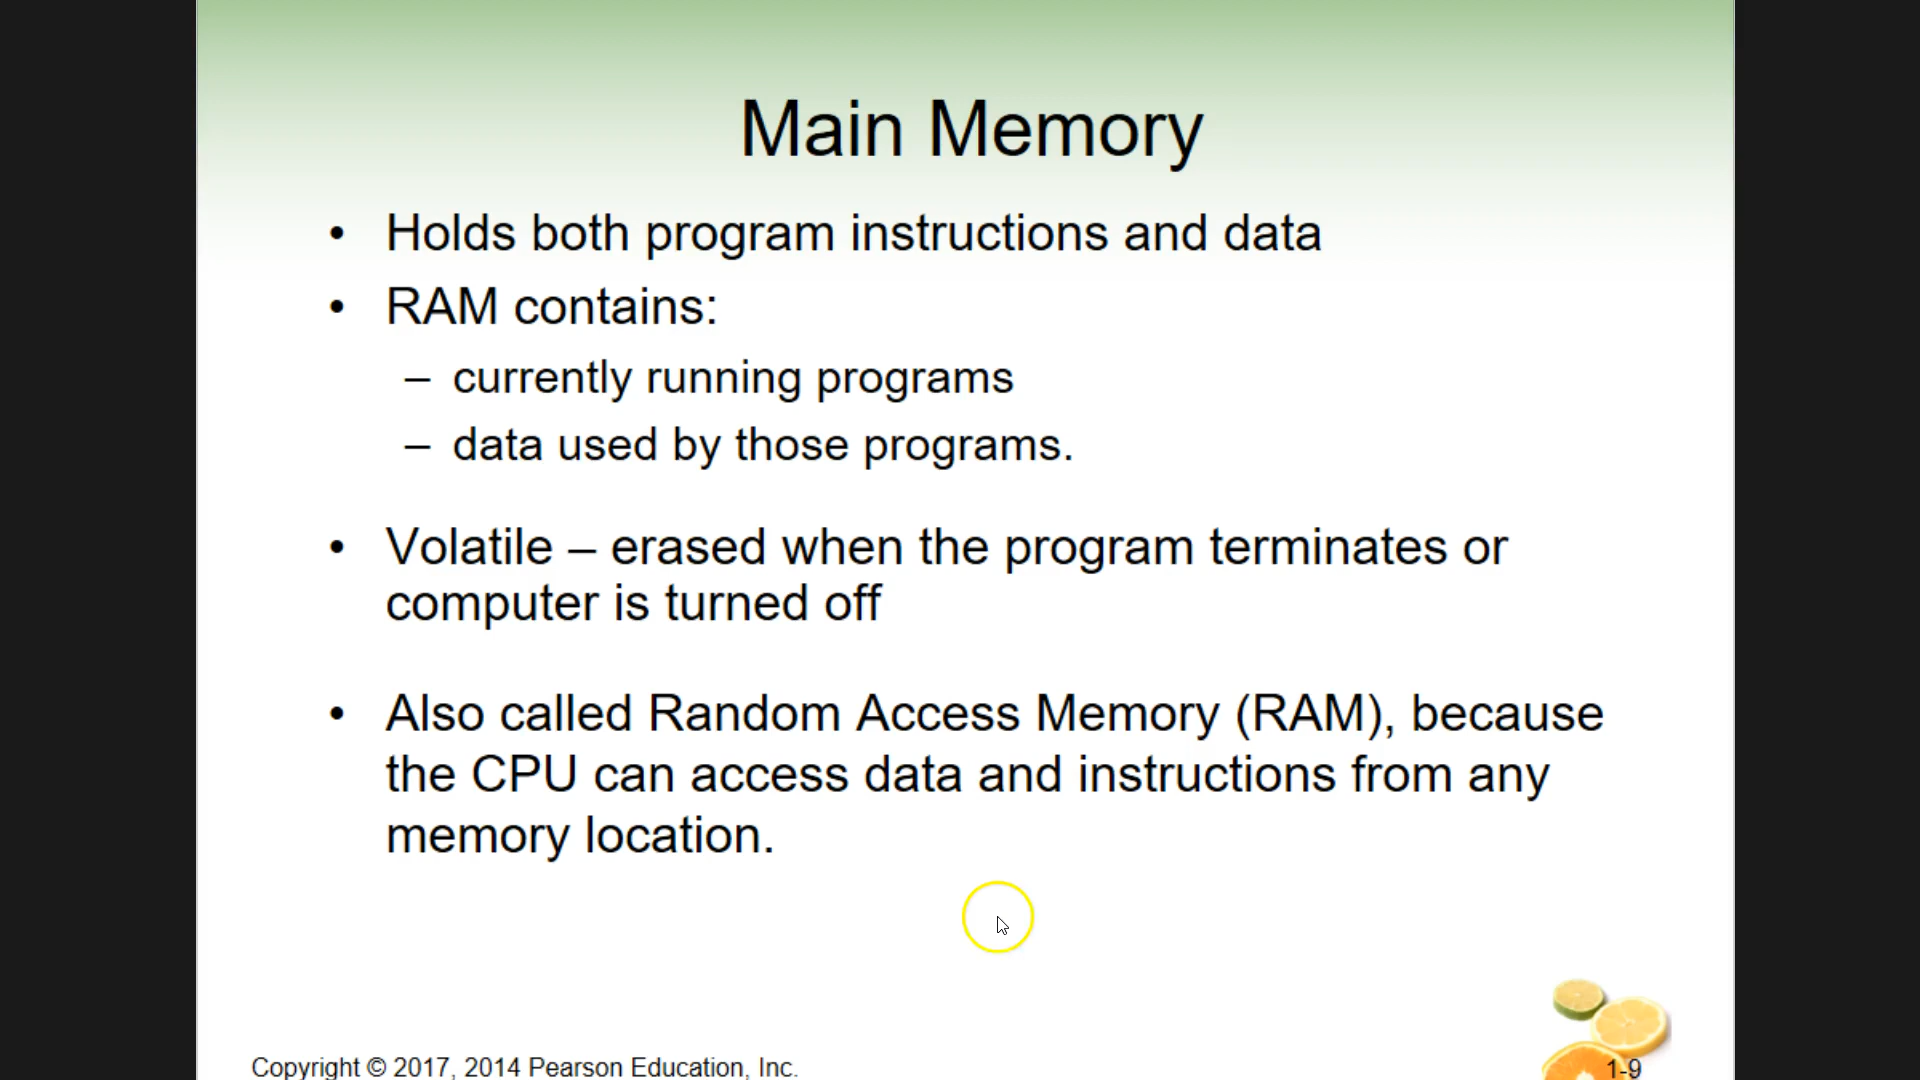 Main Memory
• Holds both program instructions and data
• RAM contains:
– currently running programs
– data used by those programs.
• Volatile – erased when the program terminates or
computer is turned off
• Also called Random Access Memory (RAM), because
the CPU can access data and instructions from any
memory location.
Copyright © 2017, 2014 Pearson Education, Inc.
1-9